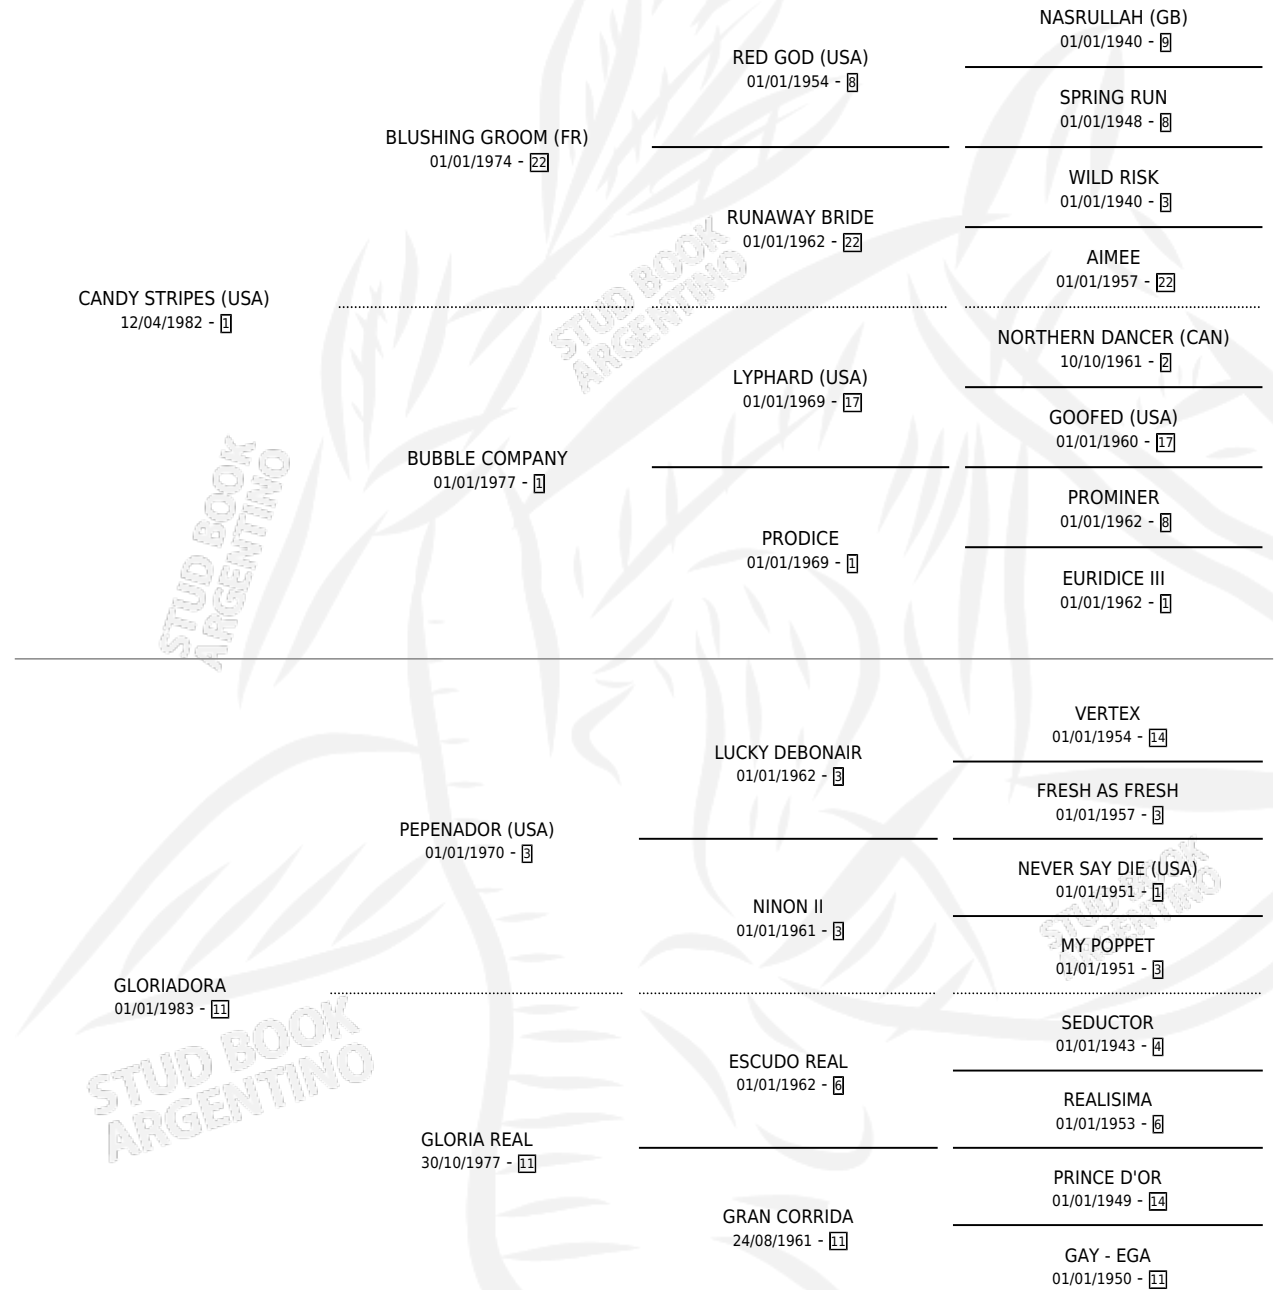 NASRULLAH (GB)
01/01/1940 - 9
RED GOD (USA)
01/01/1954 - 8
SPRING RUN
01/01/1948 - 8
BLUSHING GROOM (FR)
01/01/1974 - 22
WILD RISK
01/01/1940 - 3
RUNAWAY BRIDE
01/01/1962 - 22
AIMEE
01/01/1957 - 22
CANDY STRIPES (USA)
12/04/1982 - 1
NORTHERN DANCER (CAN)
10/10/1961 - 2
LYPHARD (USA)
01/01/1969 - 17
GOOFED (USA)
01/01/1960 - 17
BUBBLE COMPANY
01/01/1977 - 1
PROMINER
01/01/1962 - 8
PRODICE
01/01/1969 - 1
EURIDICE III
01/01/1962 - 1
VERTEX
01/01/1954 - 14
LUCKY DEBONAIR
01/01/1962 - 3
FRESH AS FRESH
01/01/1957 - 3
PEPENADOR (USA)
01/01/1970 - 3
NEVER SAY DIE (USA)
01/01/1951 - 1
NINON II
01/01/1961 - 3
MY POPPET
01/01/1951 - 3
GLORIADORA
01/01/1983 - 11
SEDUCTOR
01/01/1943 - 4
ESCUDO REAL
01/01/1962 - 6
REALISIMA
01/01/1953 - 6
GLORIA REAL
30/10/1977 - 11
PRINCE D'OR
01/01/1949 - 14
GRAN CORRIDA
24/08/1961 - 11
GAY - EGA
01/01/1950 - 11
STUD BOOK
ARGENTINO
STUD BOOK
ARGENTINO
STUD BOOK
ARGENTINO
STUD BOOK
ARGENTINO